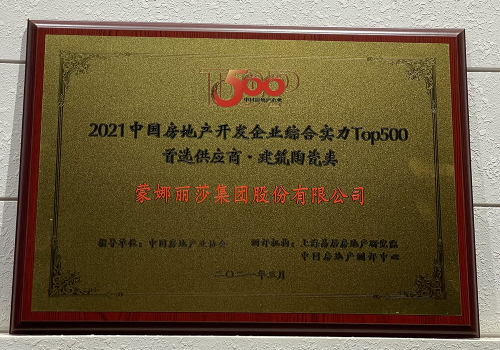 TOP500
中国房地产企业
2021中国房地产开发企业综合实力Top500
首选供应商·建筑陶瓷类
蒙娜丽莎集团股份有限公司
指导单位：中国房地产业协会 测评机构：上海易居房地产研究院
中国房地产测评中心
二〇二一年三月